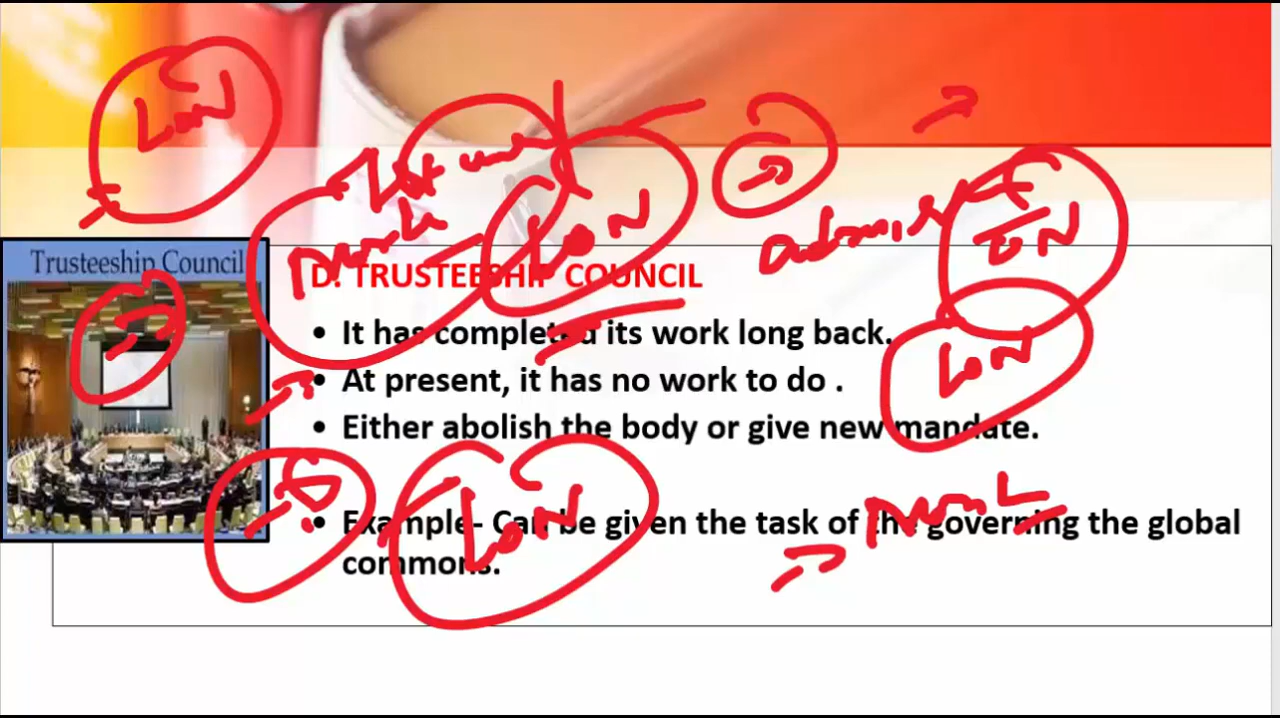 LON
LON
UN
Trusteeship Council
D. TRUSTEESHIP COUNCIL
• It has completed its work long back.
LON
• At present, it has no work to do .
• Either abolish the body or give new mandate.
LON
• Example- Can be given the task of the governing the global
commons.